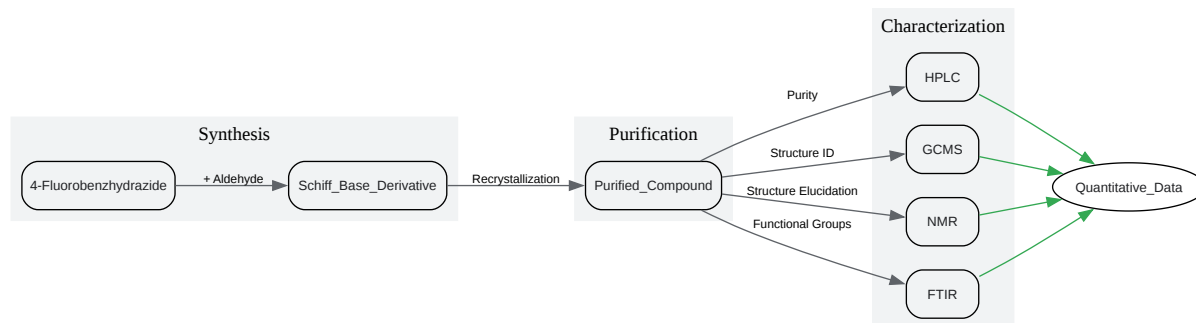 Synthesis
4-Fluorobenzhydrazide
+ Aldehyde
Schiff_Base_Derivative
Recrystallization
Purification
Purified_Compound
Purity
Structure ID
Structure Elucidation
Functional Groups
Characterization
HPLC
GCMS
NMR
FTIR
Quantitative_Data